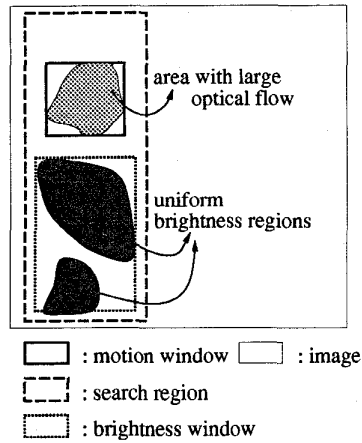 area with large
optical flow
uniform
brightness regions
: motion window : image
: search region
: brightness window